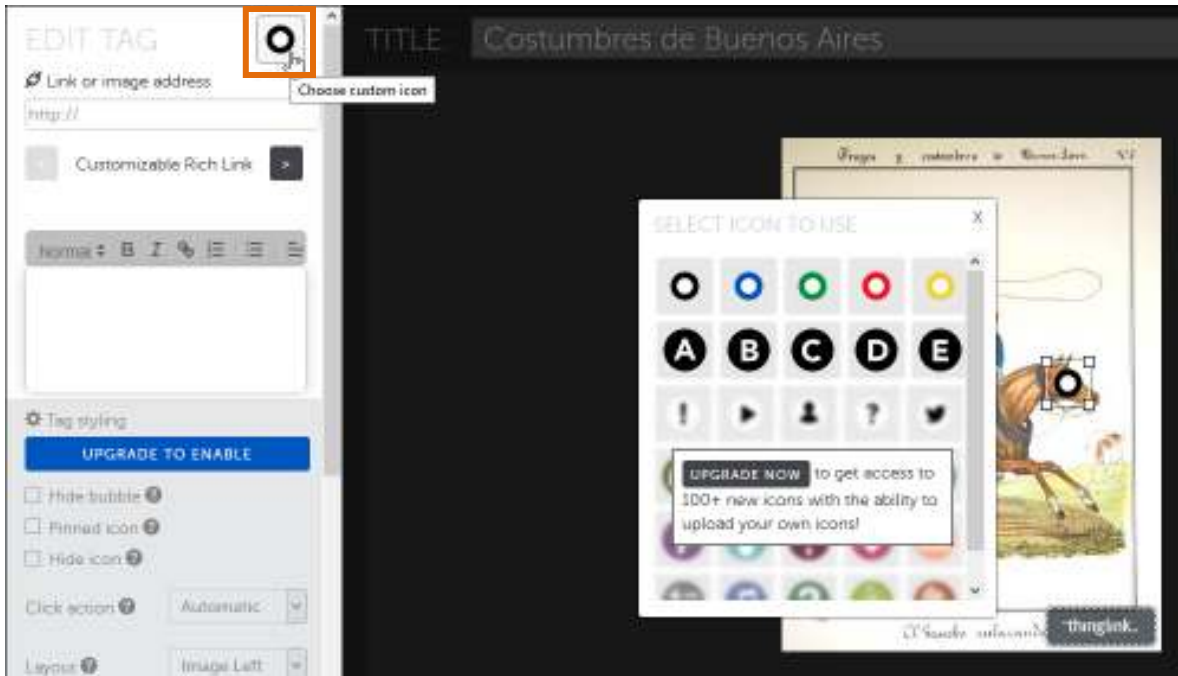 EDIT TAG
Link or image address
http://
Customizable Rich Link
>
Normal B I
Tag styling
UPGRADE TO ENABLE
Hide bubble ?
Pinned icon ?
Hide icon ?
Click action ? Automatic
Layout ? Image Left
Choose custom icon
TITLE Costumbres de Buenos Aires
SELECT ICON TO USE X
A B C D E
! ?
UPGRADE NOW to get access to
100+ new icons with the ability to
upload your own icons!
thinglink..